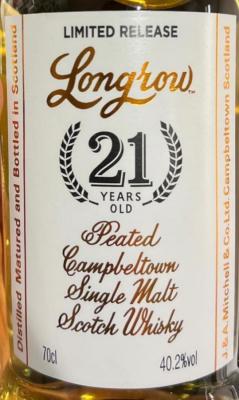 LIMITED RELEASE
Longrow™
21
YEARS
OLD
Peated
Campbeltown
Single Malt
Scotch Whisky
70cl 40.2%vol
Distilled Matured and Bottled in Scotland
J & A. Mitchell & Co. Ltd. Campbeltown Scotland